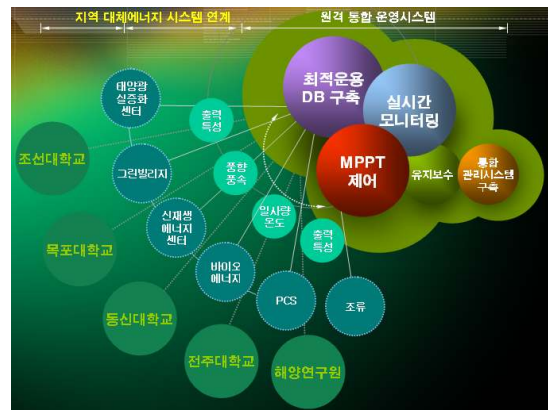 지역 대체에너지 시스템 연계
원격 통합 운영시스템
태양광
실증화
센터
최적운용
DB 구축
실시간
모니터링
출력
특성
조선대학교
그린빌리지
풍향
풍속
MPPT
제어
유지보수
통합
관리시스템
구축
신재생
에너지
센터
일사량
온도
목포대학교
출력
특성
바이오
에너지
PCS
조류
동신대학교
전주대학교
해양연구원